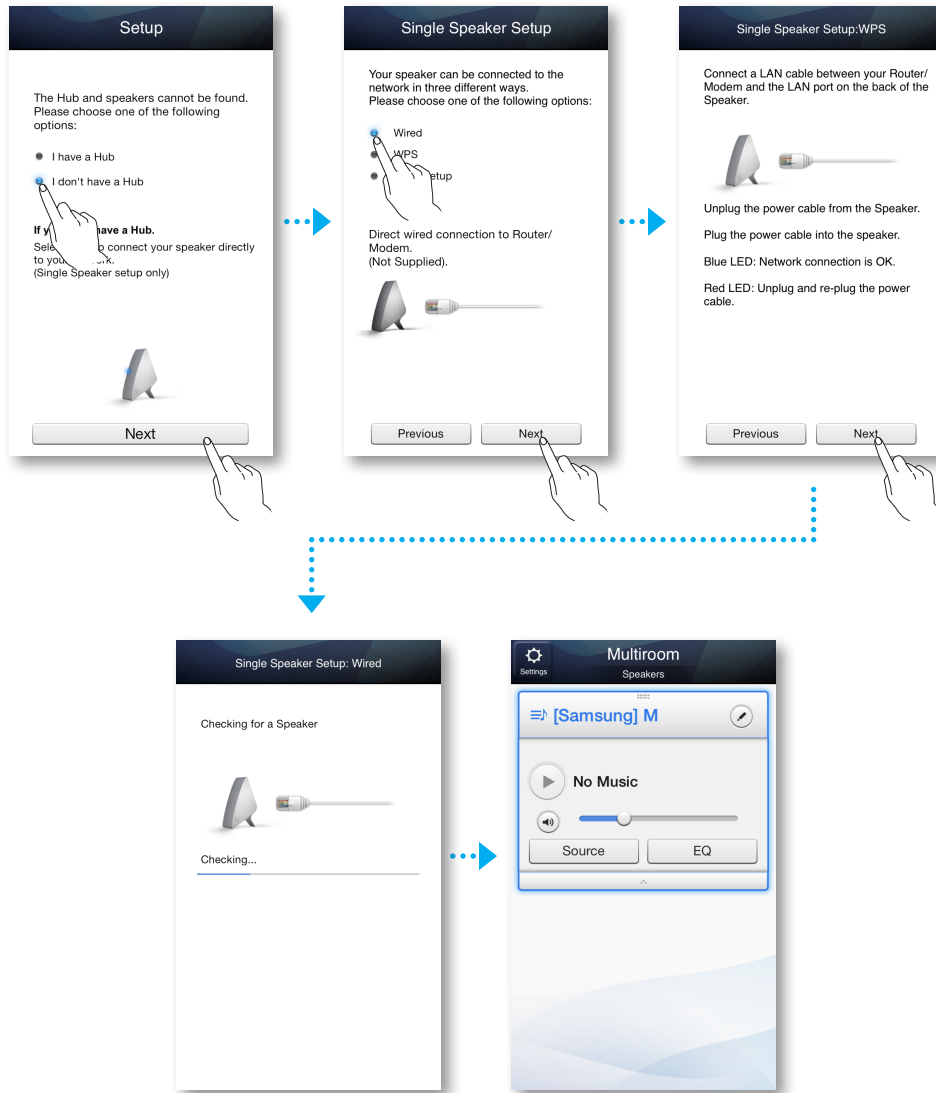 Setup
The Hub and speakers cannot be found.
Please choose one of the following
options:
I have a Hub
I don't have a Hub
If y have a Hub.
Sele o connect your speaker directly
to you rk.
(Single Speaker setup only)
Next
Single Speaker Setup
Your speaker can be connected to the
network in three different ways.
Please choose one of the following options:
Wired
WPS
etup
Direct wired connection to Router/
Modem.
(Not Supplied).
Previous
Next
Single Speaker Setup:WPS
Connect a LAN cable between your Router/
Modem and the LAN port on the back of the
Speaker.
Unplug the power cable from the Speaker.
Plug the power cable into the speaker.
Blue LED: Network connection is OK.
Red LED: Unplug and re-plug the power
cable.
Previous
Next
Single Speaker Setup: Wired
Checking for a Speaker
Checking...
Settings
Multiroom
Speakers
[Samsung] M
No Music
Source
EQ